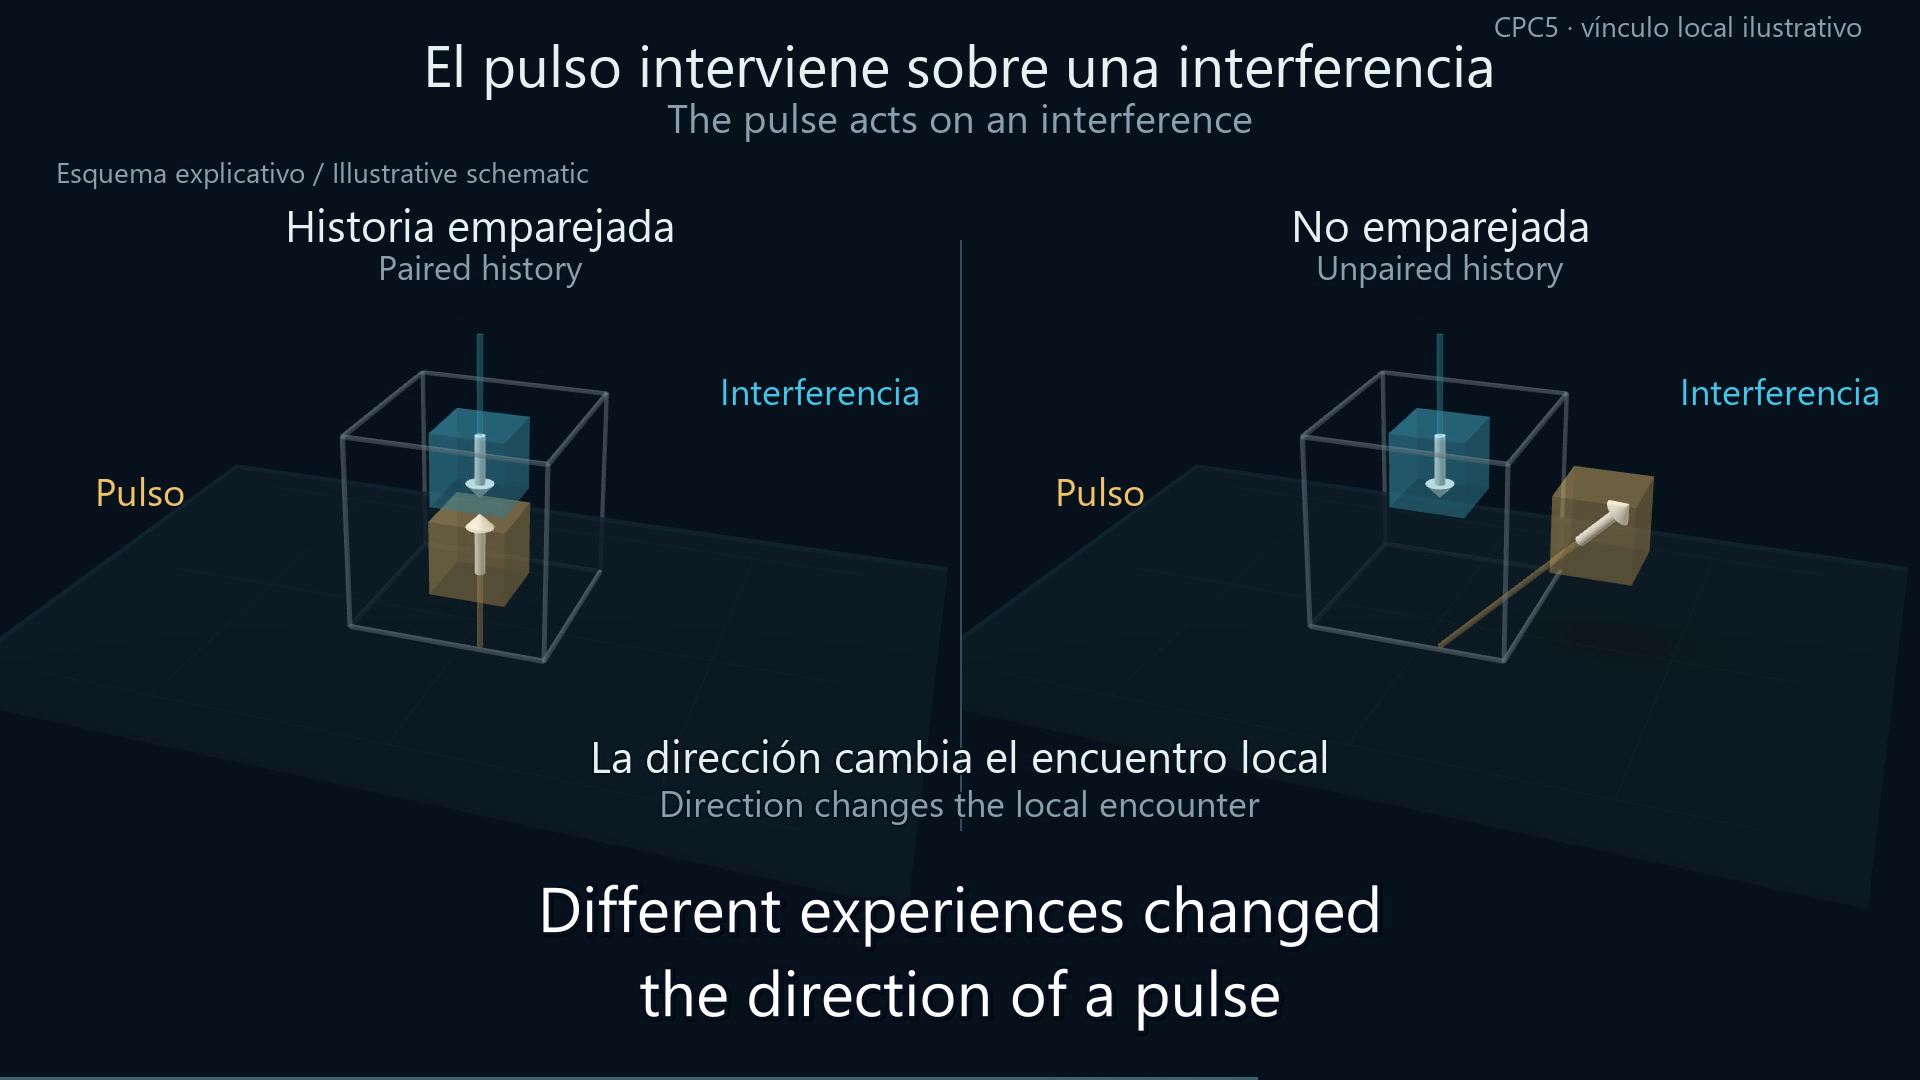 CPC5 · vínculo local ilustrativo
El pulso interviene sobre una interferencia
The pulse acts on an interference
Esquema explicativo / Illustrative schematic
Historia emparejada
Paired history
No emparejada
Unpaired history
Interferencia
Pulso
Interferencia
Pulso
La dirección cambia el encuentro local
Direction changes the local encounter
Different experiences changed
the direction of a pulse